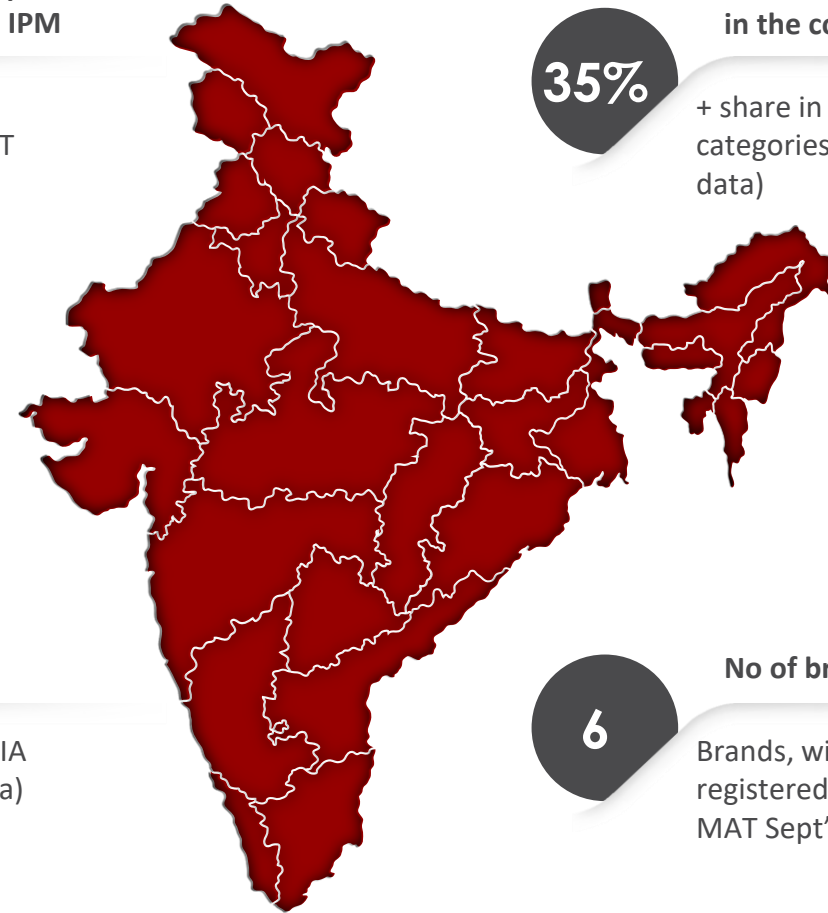 IPM
T
IA
a)
35%
in the co
+ share in
categories
data)
6
No of br
Brands, wi
registered
MAT Sept'